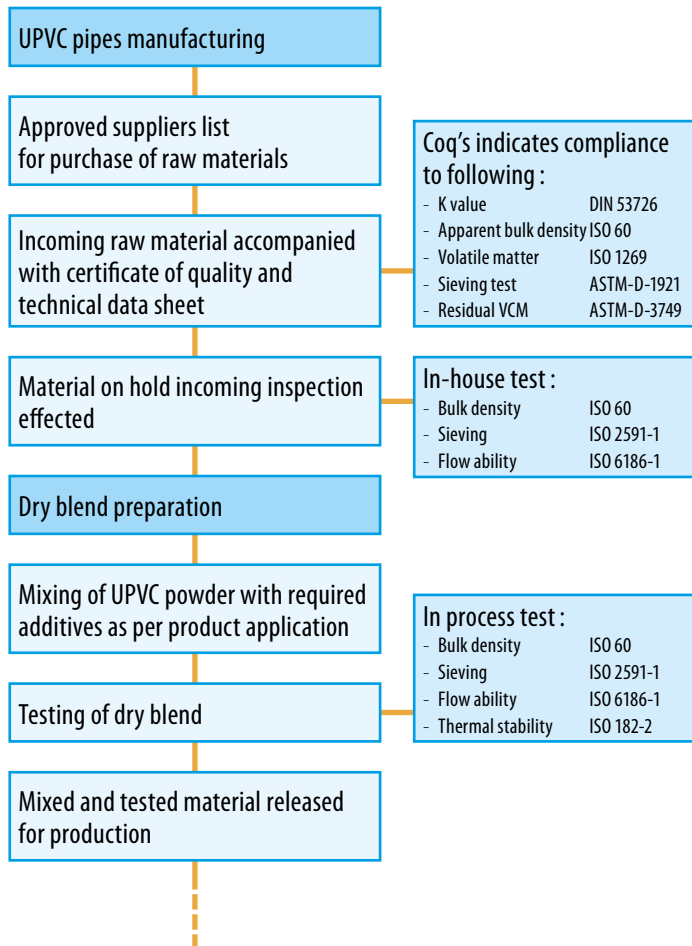 UPVC pipes manufacturing
Approved suppliers list
for purchase of raw materials
Incoming raw material accompanied
with certificate of quality and
technical data sheet
Coq's indicates compliance
to following :
- K value DIN 53726
- Apparent bulk density ISO 60
- Volatile matter ISO 1269
- Sieving test ASTM-D-1921
- Residual VCM ASTM-D-3749
Material on hold incoming inspection
effected
In-house test :
- Bulk density ISO 60
- Sieving ISO 2591-1
- Flow ability ISO 6186-1
Dry blend preparation
Mixing of UPVC powder with required
additives as per product application
Testing of dry blend
In process test :
- Bulk density ISO 60
- Sieving ISO 2591-1
- Flow ability ISO 6186-1
- Thermal stability ISO 182-2
Mixed and tested material released
for production